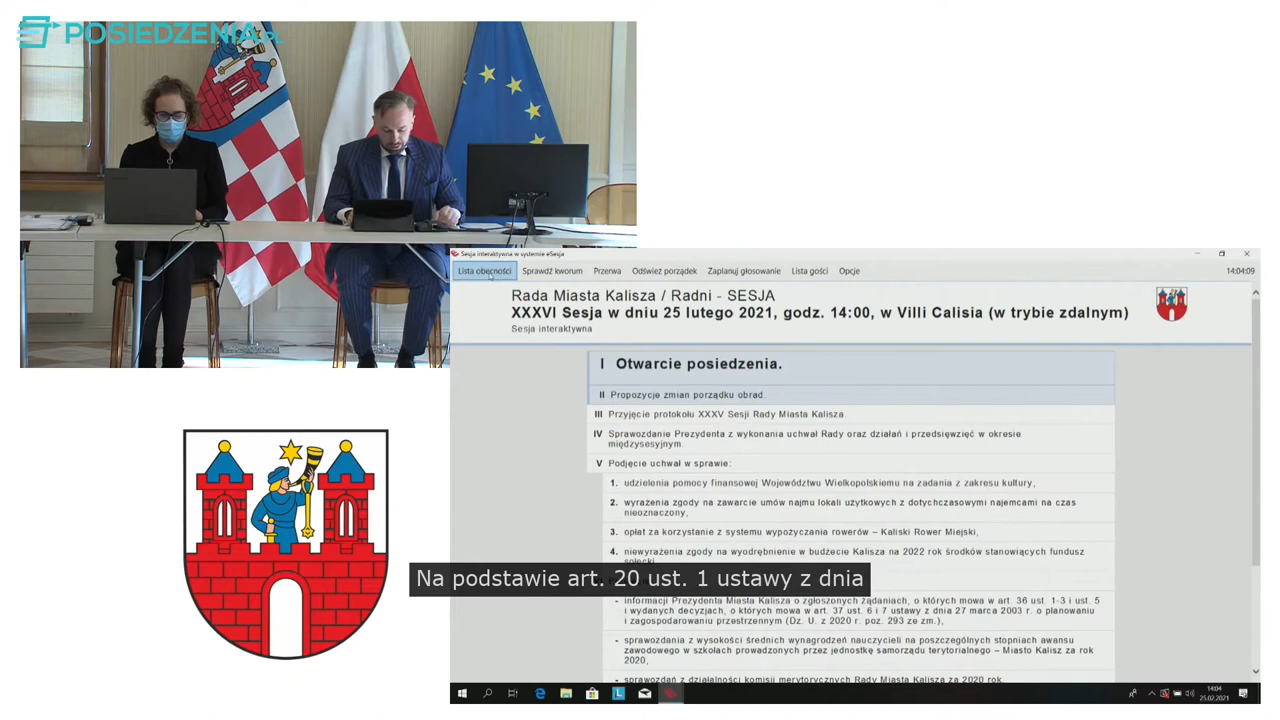 POSIEDZENIA.PL
Sesja interaktywna w systemie eSesja
Lista obecności Sprawdź kworum Przerwa Odśwież porządek Zaplanuj głosowanie Lista gości Opcje 14:04:09
Rada Miasta Kalisza / Radni - SESJA
XXXVI Sesja w dniu 25 lutego 2021, godz. 14:00, w Villi Calisia (w trybie zdalnym)
Sesja interaktywna
I Otwarcie posiedzenia.
II Propozycje zmian porządku obrad.
III Przyjęcie protokołu XXXV Sesji Rady Miasta Kalisza.
IV Sprawozdanie Prezydenta z wykonania uchwał Rady oraz działań i przedsięwzięć w okresie
międzysesyjnym.
V Podjęcie uchwał w sprawie:
1. udzielenia pomocy finansowej Województwu Wielkopolskiemu na zadania z zakresu kultury,
2. wyrażenia zgody na zawarcie umów najmu lokali użytkowych z dotychczasowymi najemcami na czas
nieoznaczony,
3. opłat za korzystanie z systemu wypożyczania rowerów – Kaliski Rower Miejski,
4. niewyrażenia zgody na wyodrębnienie w budżecie Kalisza na 2022 rok środków stanowiących fundusz
sołecki.
Na podstawie art. 20 ust. 1 ustawy z dnia
- informacji Prezydenta Miasta Kalisza o zgłoszonych żądaniach, o których mowa w art. 36 ust. 1-3 i ust. 5
i wydanych decyzjach, o których mowa w art. 37 ust. 6 i 7 ustawy z dnia 27 marca 2003 r. o planowaniu
i zagospodarowaniu przestrzennym (Dz. U. z 2020 r. poz. 293 ze zm.),
- sprawozdania z wysokości średnich wynagrodzeń nauczycieli na poszczególnych stopniach awansu
zawodowego w szkołach prowadzonych przez jednostkę samorządu terytorialnego – Miasto Kalisz za rok
2020,
- sprawozdań z działalności komisji merytorycznych Rady Miasta Kalisza za 2020 rok.
14:04
25.02.2021